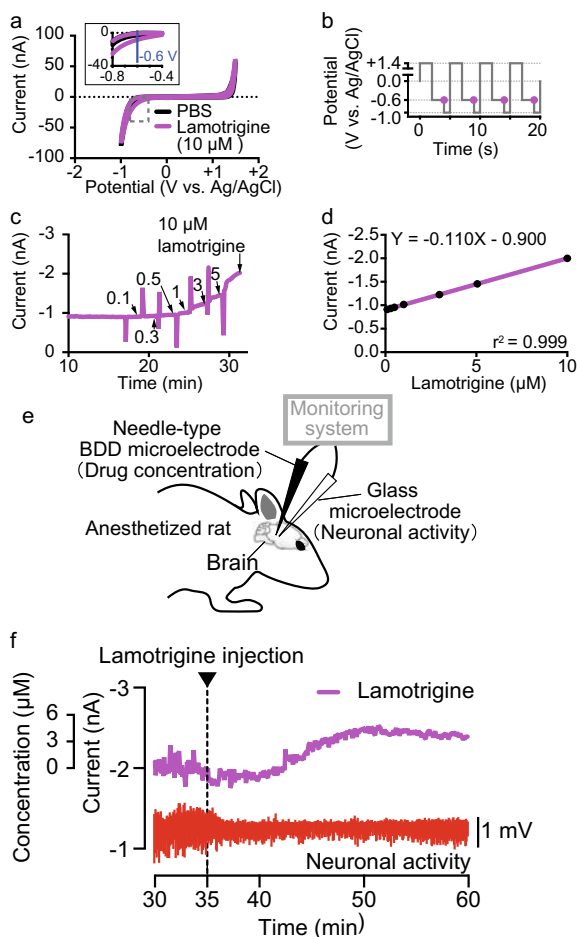 a
Current (nA)
100
50
0
-50
-100
0
-40
-0.8
-0.4
-0.6 V
PBS
Lamotrigine
(10 μM )
-2
-1
0
+1
+2
Potential (V vs. Ag/AgCl)
b
Potential
(V vs. Ag/AgCl)
+1.4
0.0
-0.6
-1.0
0
10
20
Time (s)
c
Current (nA)
-3
-2
-1
0
10 μM
lamotrigine
0.1
0.3
0.5
1
3
5
10
20
30
Time (min)
d
Current (nA)
-2.5
-2.0
-1.5
-1.0
-0.5
0.0
Y = -0.110X - 0.900
r² = 0.999
0
5
10
Lamotrigine (μM)
e
Monitoring
system
Needle-type
BDD microelectrode
(Drug concentration)
Glass
microelectrode
(Neuronal activity)
Anesthetized rat
Brain
f
Lamotrigine injection
Concentration (μM)
6
3
0
Current (nA)
-3
-2
-1
Lamotrigine
1 mV
Neuronal activity
30
35
40
50
60
Time (min)